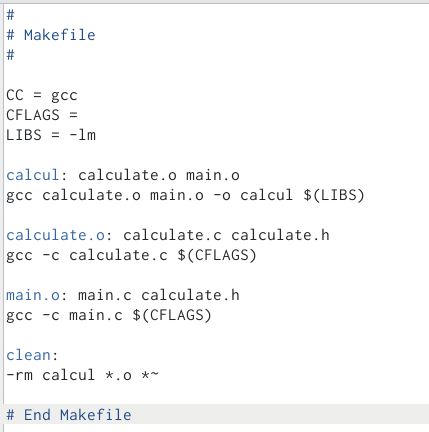 #
# Makefile
#
CC = gcc
CFLAGS =
LIBS = -lm
calcul: calculate.o main.o
gcc calculate.o main.o -o calcul $(LIBS)
calculate.o: calculate.c calculate.h
gcc -c calculate.c $(CFLAGS)
main.o: main.c calculate.h
gcc -c main.c $(CFLAGS)
clean:
-rm calcul *.o *~
# End Makefile